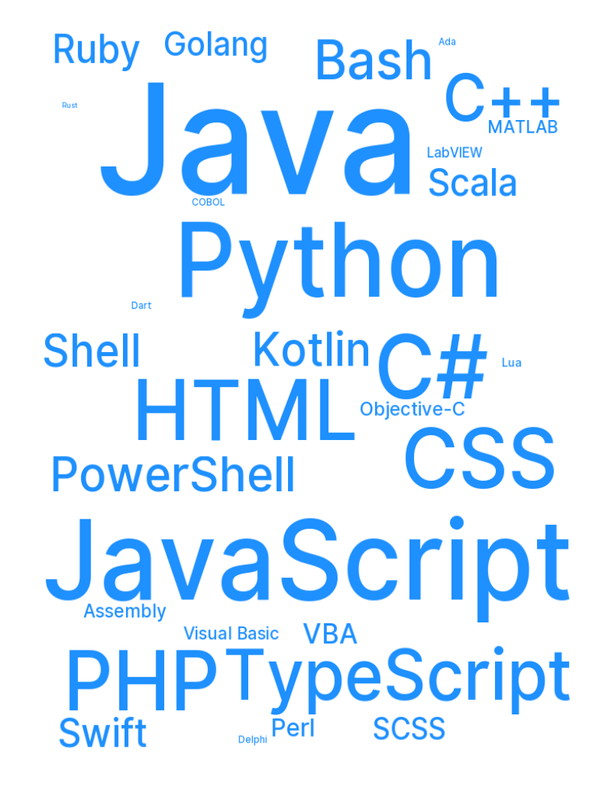 Ruby
Golang
Bash
Ada
C++
Rust
Java
MATLAB
LabVIEW
Scala
COBOL
Python
Dart
Shell
Kotlin
C#
Lua
HTML
Objective-C
CSS
PowerShell
JavaScript
Assembly
Visual Basic
VBA
PHP
TypeScript
Swift
Delphi
Perl
SCSS